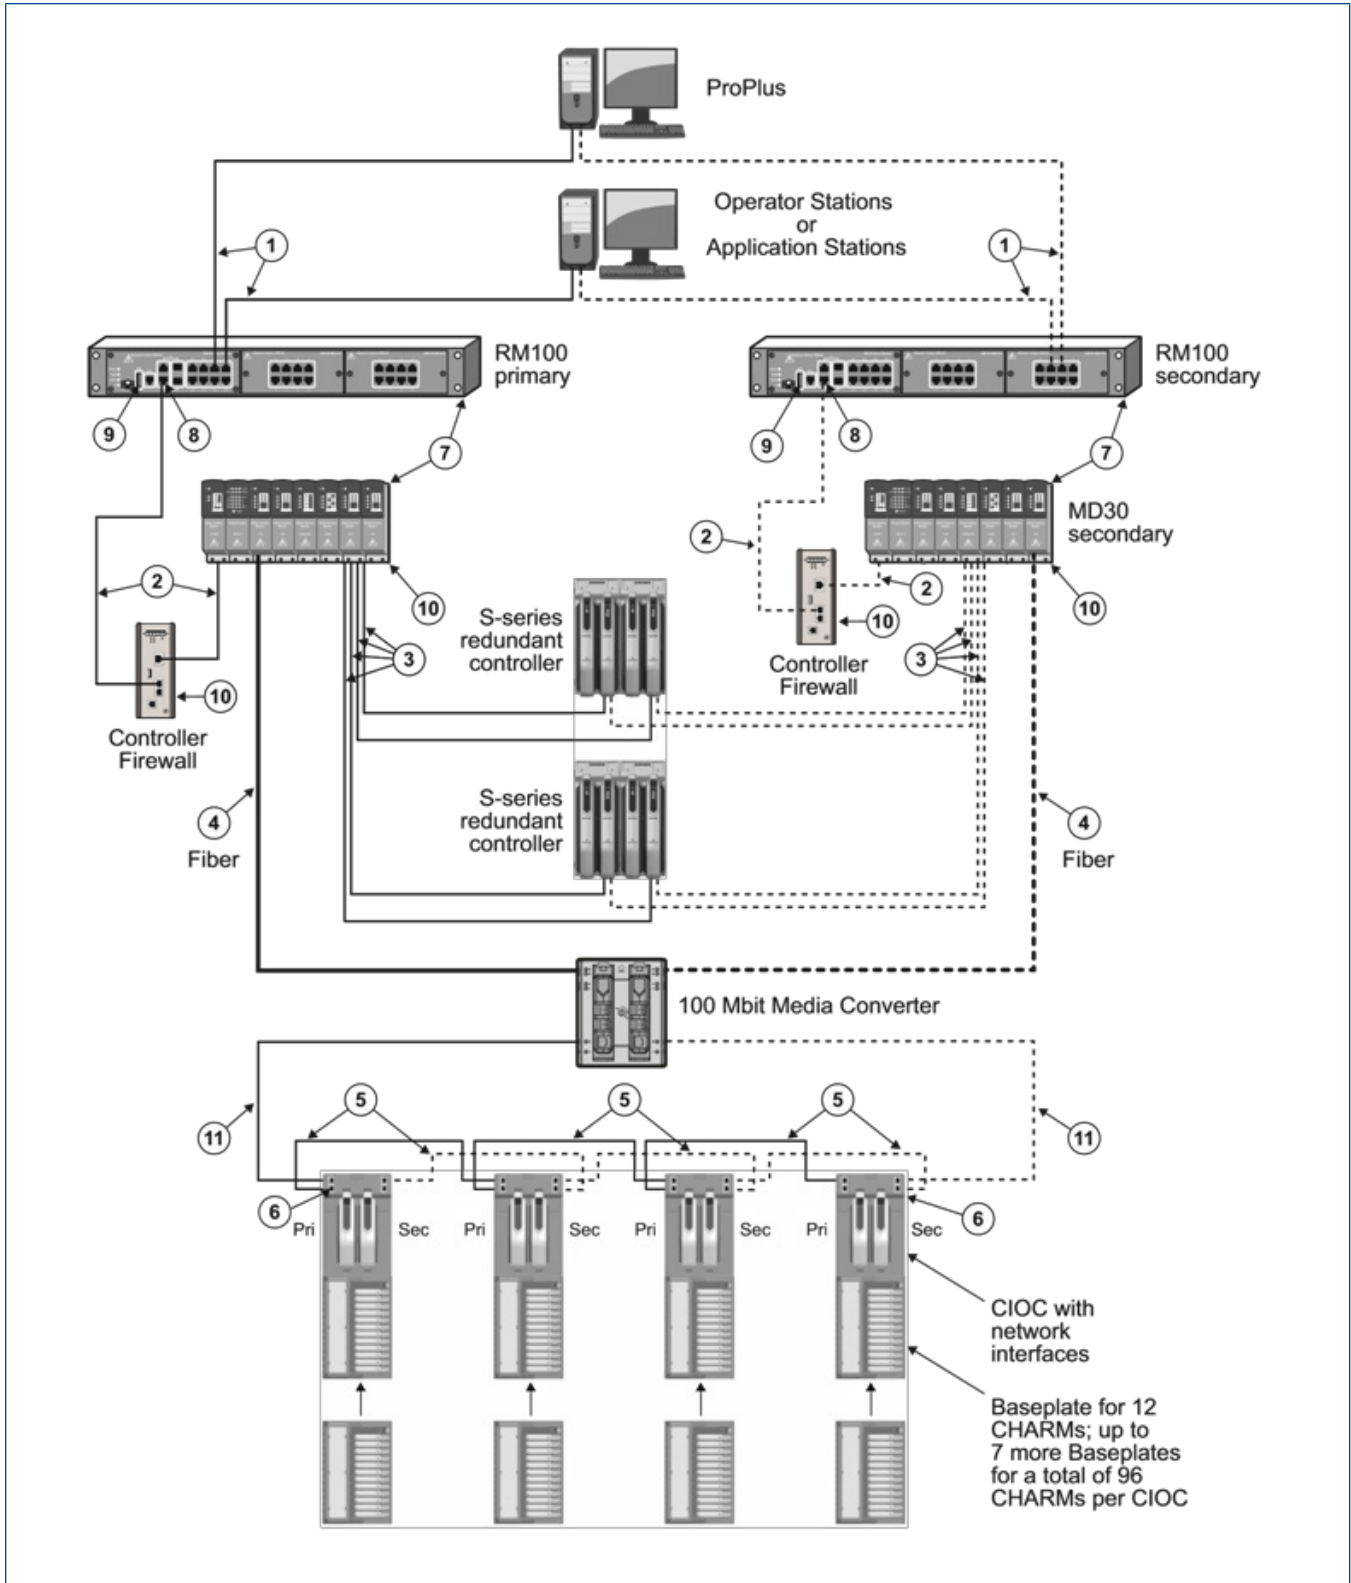 ProPlus
Operator Stations
or
Application Stations
1
1
RM100
primary
RM100
secondary
9
8
7
9
8
7
MD30
secondary
2
2
2
10
10
10
10
S-series
redundant
controller
3
3
Controller
Firewall
Controller
Firewall
S-series
redundant
controller
4
Fiber
4
Fiber
100 Mbit Media Converter
5
5
5
11
11
6
6
Pri
Sec
Pri
Sec
Pri
Sec
Pri
Sec
CIOC with
network
interfaces
Baseplate for 12
CHARMs; up to
7 more Baseplates
for a total of 96
CHARMs per CIOC